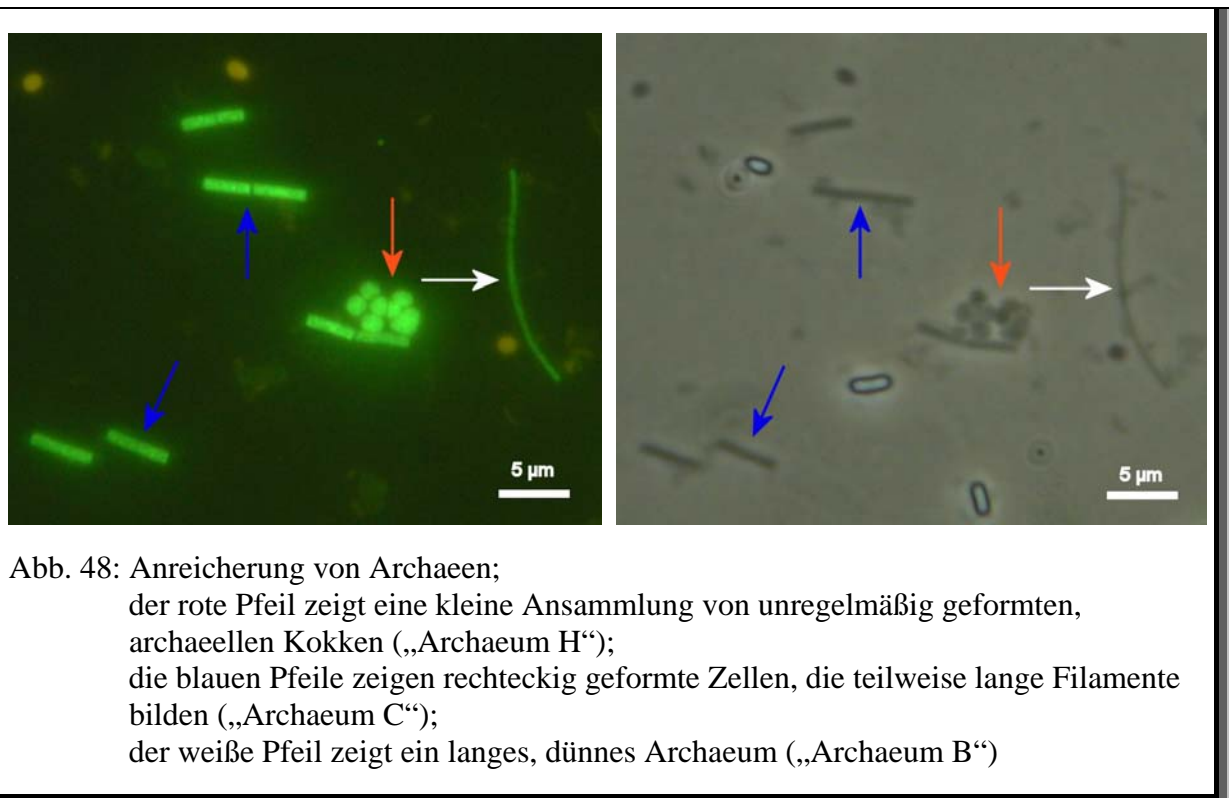 5 µm
5 µm
Abb. 48: Anreicherung von Archaeen;
der rote Pfeil zeigt eine kleine Ansammlung von unregelmäßig geformten,
archaeellen Kokken („Archaeum H“);
die blauen Pfeile zeigen rechteckig geformte Zellen, die teilweise lange Filamente
bilden („Archaeum C“);
der weiße Pfeil zeigt ein langes, dünnes Archaeum („Archaeum B“)